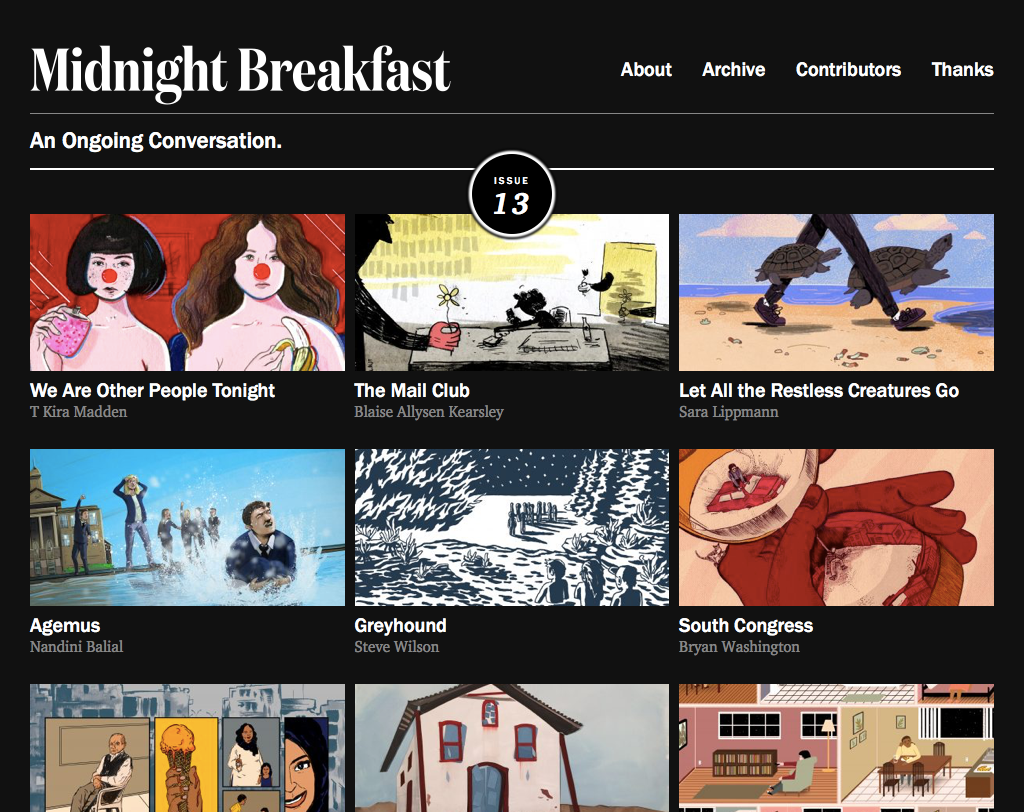 Midnight Breakfast
About Archive Contributors Thanks
An Ongoing Conversation.
ISSUE
13
We Are Other People Tonight
T Kira Madden
The Mail Club
Blaise Allysen Kearsley
Let All the Restless Creatures Go
Sara Lippmann
Agemus
Nandini Balial
Greyhound
Steve Wilson
South Congress
Bryan Washington